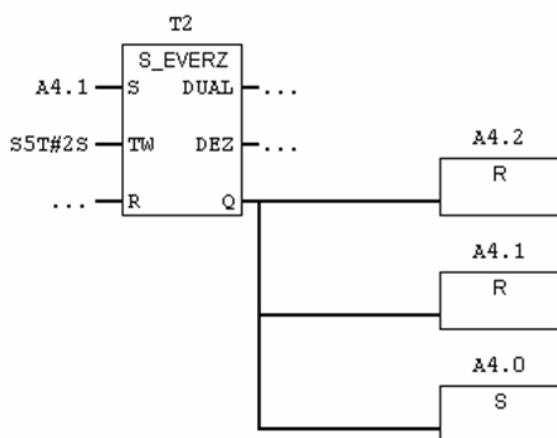 T2
S_EVERZ
A4.1 S DUAL ...
S5T#2S TW DEZ ...
A4.2
... R Q R
A4.1
R
A4.0
S